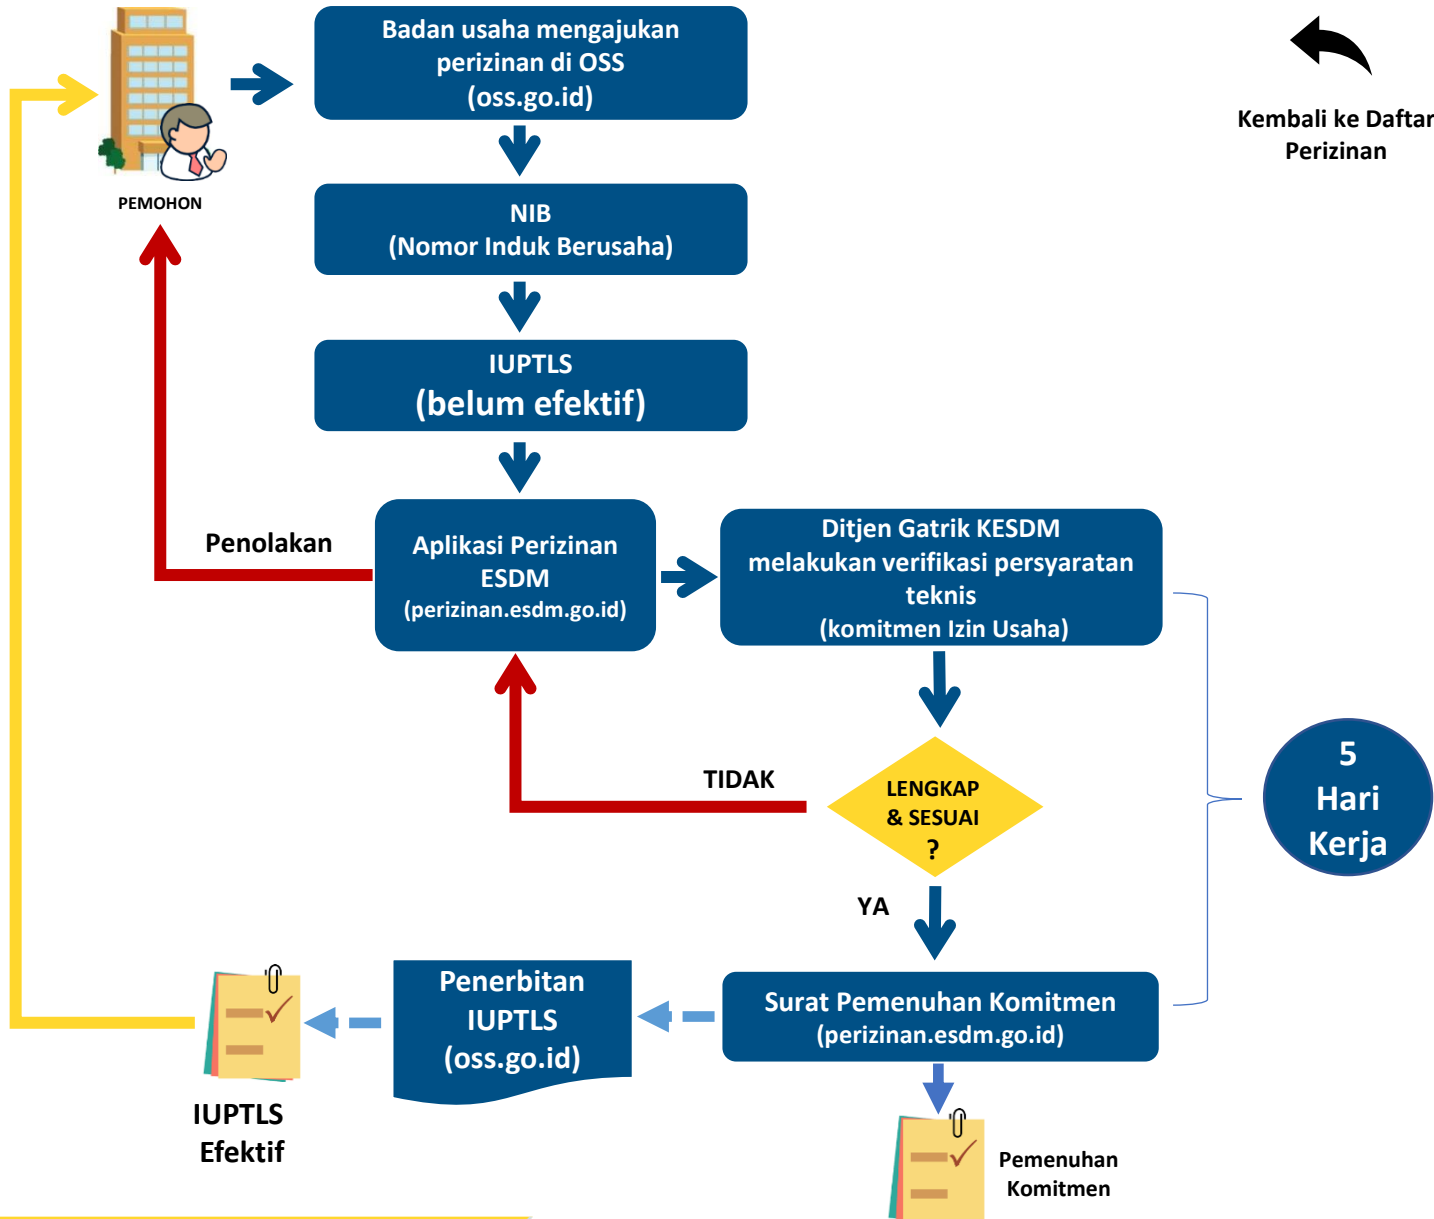 Badan usaha mengajukan
perizinan di OSS
(oss.go.id)
Kembali ke Daftar
Perizinan
PEMOHON
NIB
(Nomor Induk Berusaha)
IUPTLS
(belum efektif)
Penolakan
Aplikasi Perizinan
ESDM
(perizinan.esdm.go.id)
Ditjen Gatrik KESDM
melakukan verifikasi persyaratan
teknis
(komitmen Izin Usaha)
TIDAK
LENGKAP
& SESUAI
?
5
Hari
Kerja
YA
Surat Pemenuhan Komitmen
(perizinan.esdm.go.id)
Penerbitan
IUPTLS
(oss.go.id)
IUPTLS
Efektif
Pemenuhan
Komitmen